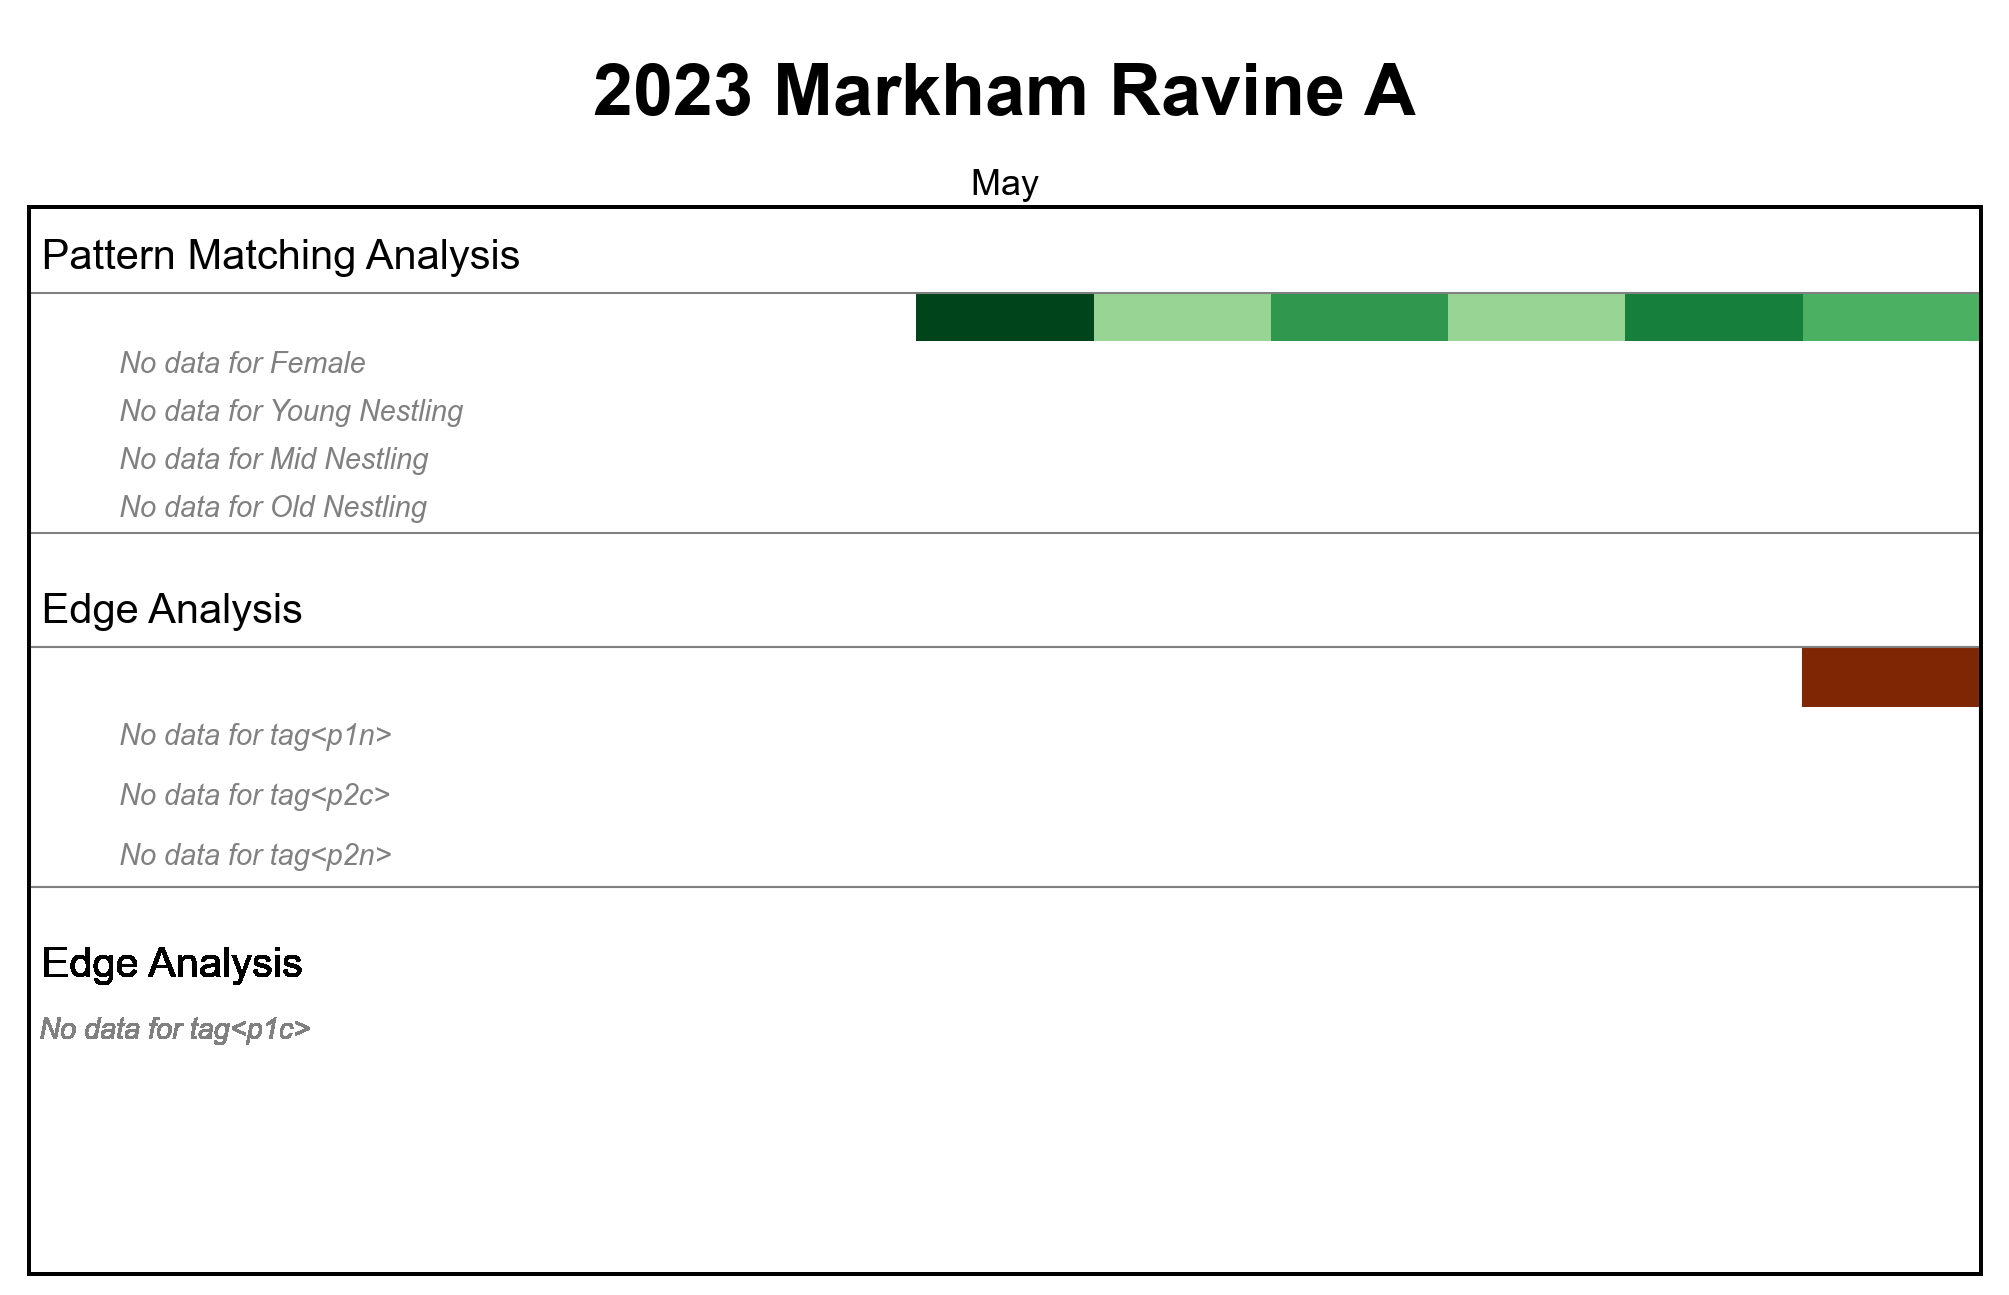 2023 Markham Ravine A
May
Pattern Matching Analysis
No data for Female
No data for Young Nestling
No data for Mid Nestling
No data for Old Nestling
Edge Analysis
No data for tag<p1n>
No data for tag<p2c>
No data for tag<p2n>
Edge Analysis
No data for tag<p1c>